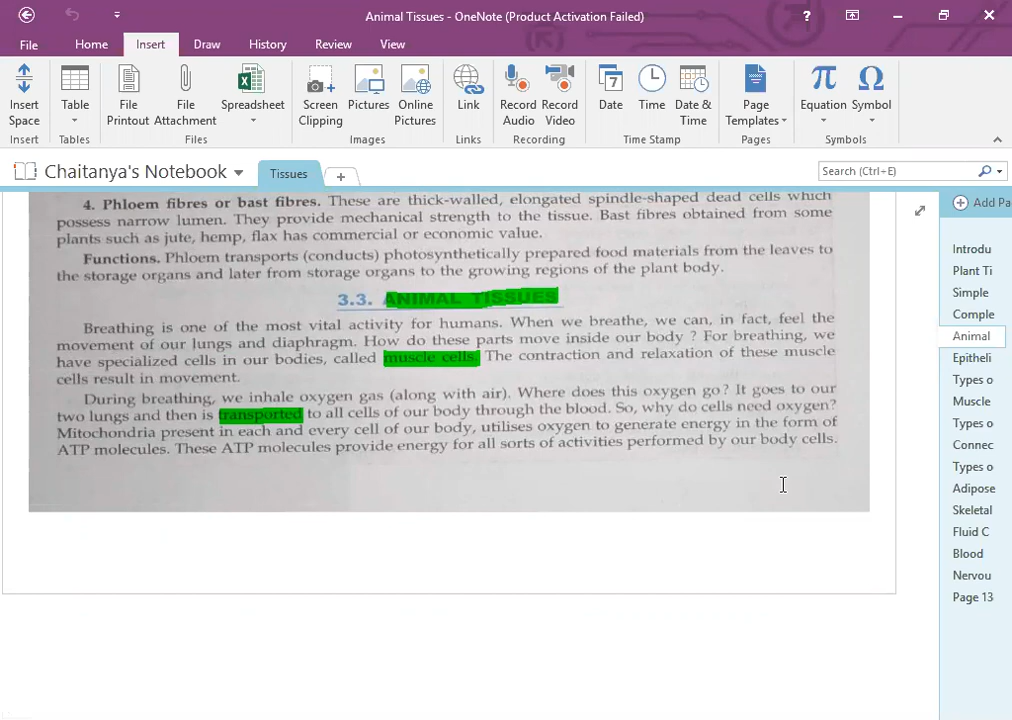 Animal Tissues - OneNote (Product Activation Failed)
?
File Home Insert Draw History Review View
Insert Space
Table
File Printout
File Attachment
Spreadsheet
Screen Clipping
Pictures
Online Pictures
Link
Record Audio
Record Video
Date
Time
Date & Time
Page Templates
Equation
Symbol
Insert Tables Files Images Links Recording Time Stamp Pages Symbols
Chaitanya's Notebook
Tissues
Search (Ctrl+E)
Add Pa
4. Phloem fibres or bast fibres. These are thick-walled, elongated spindle-shaped dead cells which
possess narrow lumen. They provide mechanical strength to the tissue. Bast fibres obtained from some
plants such as jute, hemp, flax has commercial or economic value.
Functions. Phloem transports (conducts) photosynthetically prepared food materials from the leaves to
the storage organs and later from storage organs to the growing regions of the plant body.
3.3. ANIMAL TISSUES
Breathing is one of the most vital activity for humans. When we breathe, we can, in fact, feel the
movement of our lungs and diaphragm. How do these parts move inside our body ? For breathing, we
have specialized cells in our bodies, called muscle cells. The contraction and relaxation of these muscle
cells result in movement.
During breathing, we inhale oxygen gas (along with air). Where does this oxygen go? It goes to our
two lungs and then is transported to all cells of our body through the blood. So, why do cells need oxygen?
Mitochondria present in each and every cell of our body, utilises oxygen to generate energy in the form of
ATP molecules. These ATP molecules provide energy for all sorts of activities performed by our body cells.
Introdu
Plant Ti
Simple
Comple
Animal
Epitheli
Types o
Muscle
Types o
Connec
Types o
Adipose
Skeletal
Fluid C
Blood
Nervou
Page 13